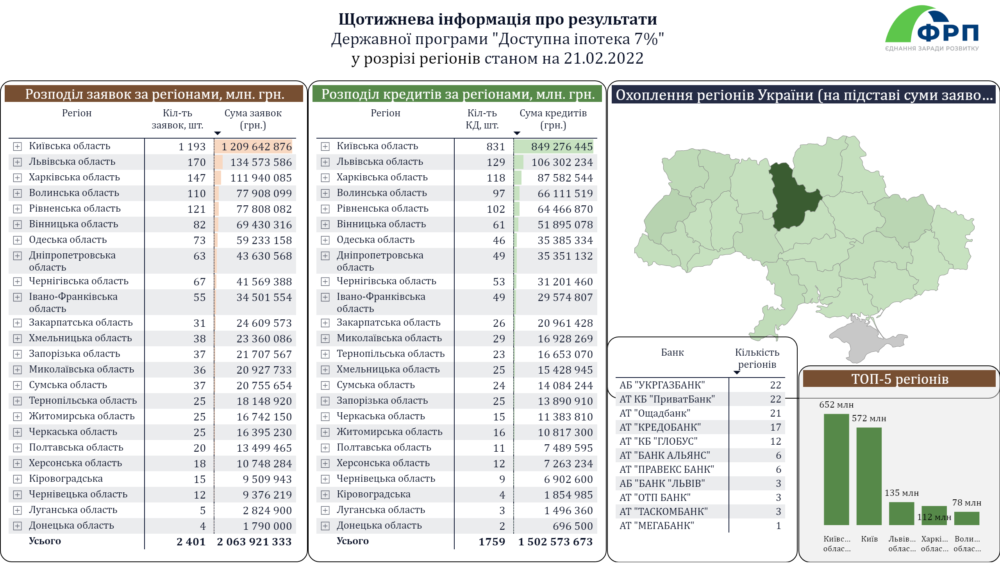 Щотижнева інформація про результати
Державної програми "Доступна іпотека 7%"
у розрізі регіонів станом на 21.02.2022
ФРП
ЄДНАННЯ ЗАРАДИ РОЗВИТКУ
Розподіл заявок за регіонами, млн. грн.
Регіон Кіл-ть Сума заявок
заявок, шт. (грн.)
Київська область 1 193 1 209 642 876
Львівська область 170 134 573 586
Харківська область 147 111 940 085
Волинська область 110 77 908 099
Рівненська область 121 77 808 082
Вінницька область 82 69 430 316
Одеська область 73 59 233 158
Дніпропетровська 63 43 630 568
область
Чернігівська область 67 41 569 388
Івано-Франківська 55 34 501 554
область
Закарпатська область 31 24 609 573
Хмельницька область 38 23 360 086
Запорізька область 37 21 707 567
Миколаївська область 36 20 927 733
Сумська область 37 20 755 654
Тернопільська область 25 18 148 920
Житомирська область 25 16 742 150
Черкаська область 25 16 395 230
Полтавська область 20 13 499 465
Херсонська область 18 10 748 284
Кіровоградська 15 9 509 943
Чернівецька область 12 9 376 219
Луганська область 5 2 824 900
Донецька область 4 1 790 000
Усього 2 401 2 063 921 333
Розподіл кредитів за регіонами, млн. грн.
Регіон Кіл-ть Сума кредитів
КД, шт. (грн.)
Київська область 831 849 276 445
Львівська область 129 106 302 234
Харківська область 118 87 582 544
Волинська область 97 66 111 519
Рівненська область 102 64 466 870
Вінницька область 61 51 895 078
Одеська область 46 35 385 334
Дніпропетровська 49 35 351 132
область
Чернігівська область 53 31 201 460
Івано-Франківська 49 29 574 807
область
Закарпатська область 26 20 961 428
Миколаївська область 29 16 928 269
Тернопільська область 23 16 653 070
Хмельницька область 25 15 428 945
Сумська область 24 14 084 244
Запорізька область 25 13 890 910
Черкаська область 15 11 383 810
Житомирська область 16 10 817 300
Полтавська область 11 7 489 595
Херсонська область 12 7 263 234
Чернівецька область 9 6 902 600
Кіровоградська 4 1 854 985
Луганська область 3 1 496 360
Донецька область 2 696 500
Усього 1759 1 502 573 673
Охоплення регіонів України (на підставі суми заяво...
Банк Кількість
регіонів
АБ "УКРГАЗБАНК" 22
АТ КБ "ПриватБанк" 22
АТ "Ощадбанк" 21
АТ "КРЕДОБАНК" 17
АТ "КБ "ГЛОБУС" 12
АТ "БАНК АЛЬЯНС" 6
АТ "ПРАВЕКС БАНК" 6
АБ "БАНК "ЛЬВІВ" 3
АТ "ОТП БАНК" 3
АТ "ТАСКОМБАНК" 3
АТ "МЕГАБАНК" 1
ТОП-5 регіонів
652 млн
572 млн
135 млн
112 млн
78 млн
Київс... Київ Львів... Харкі... Воли...
облас... облас... облас... облас...